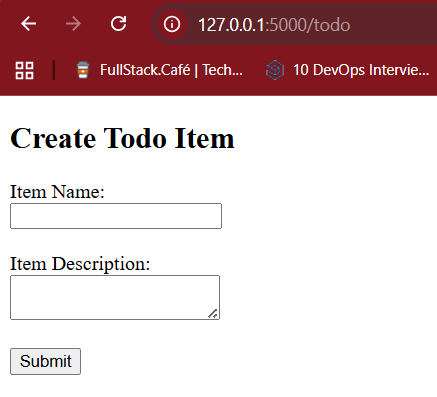 127.0.0.1:5000/todo
FullStack.Café | Tech... 10 DevOps Intervie...
Create Todo Item
Item Name:
Item Description:
Submit